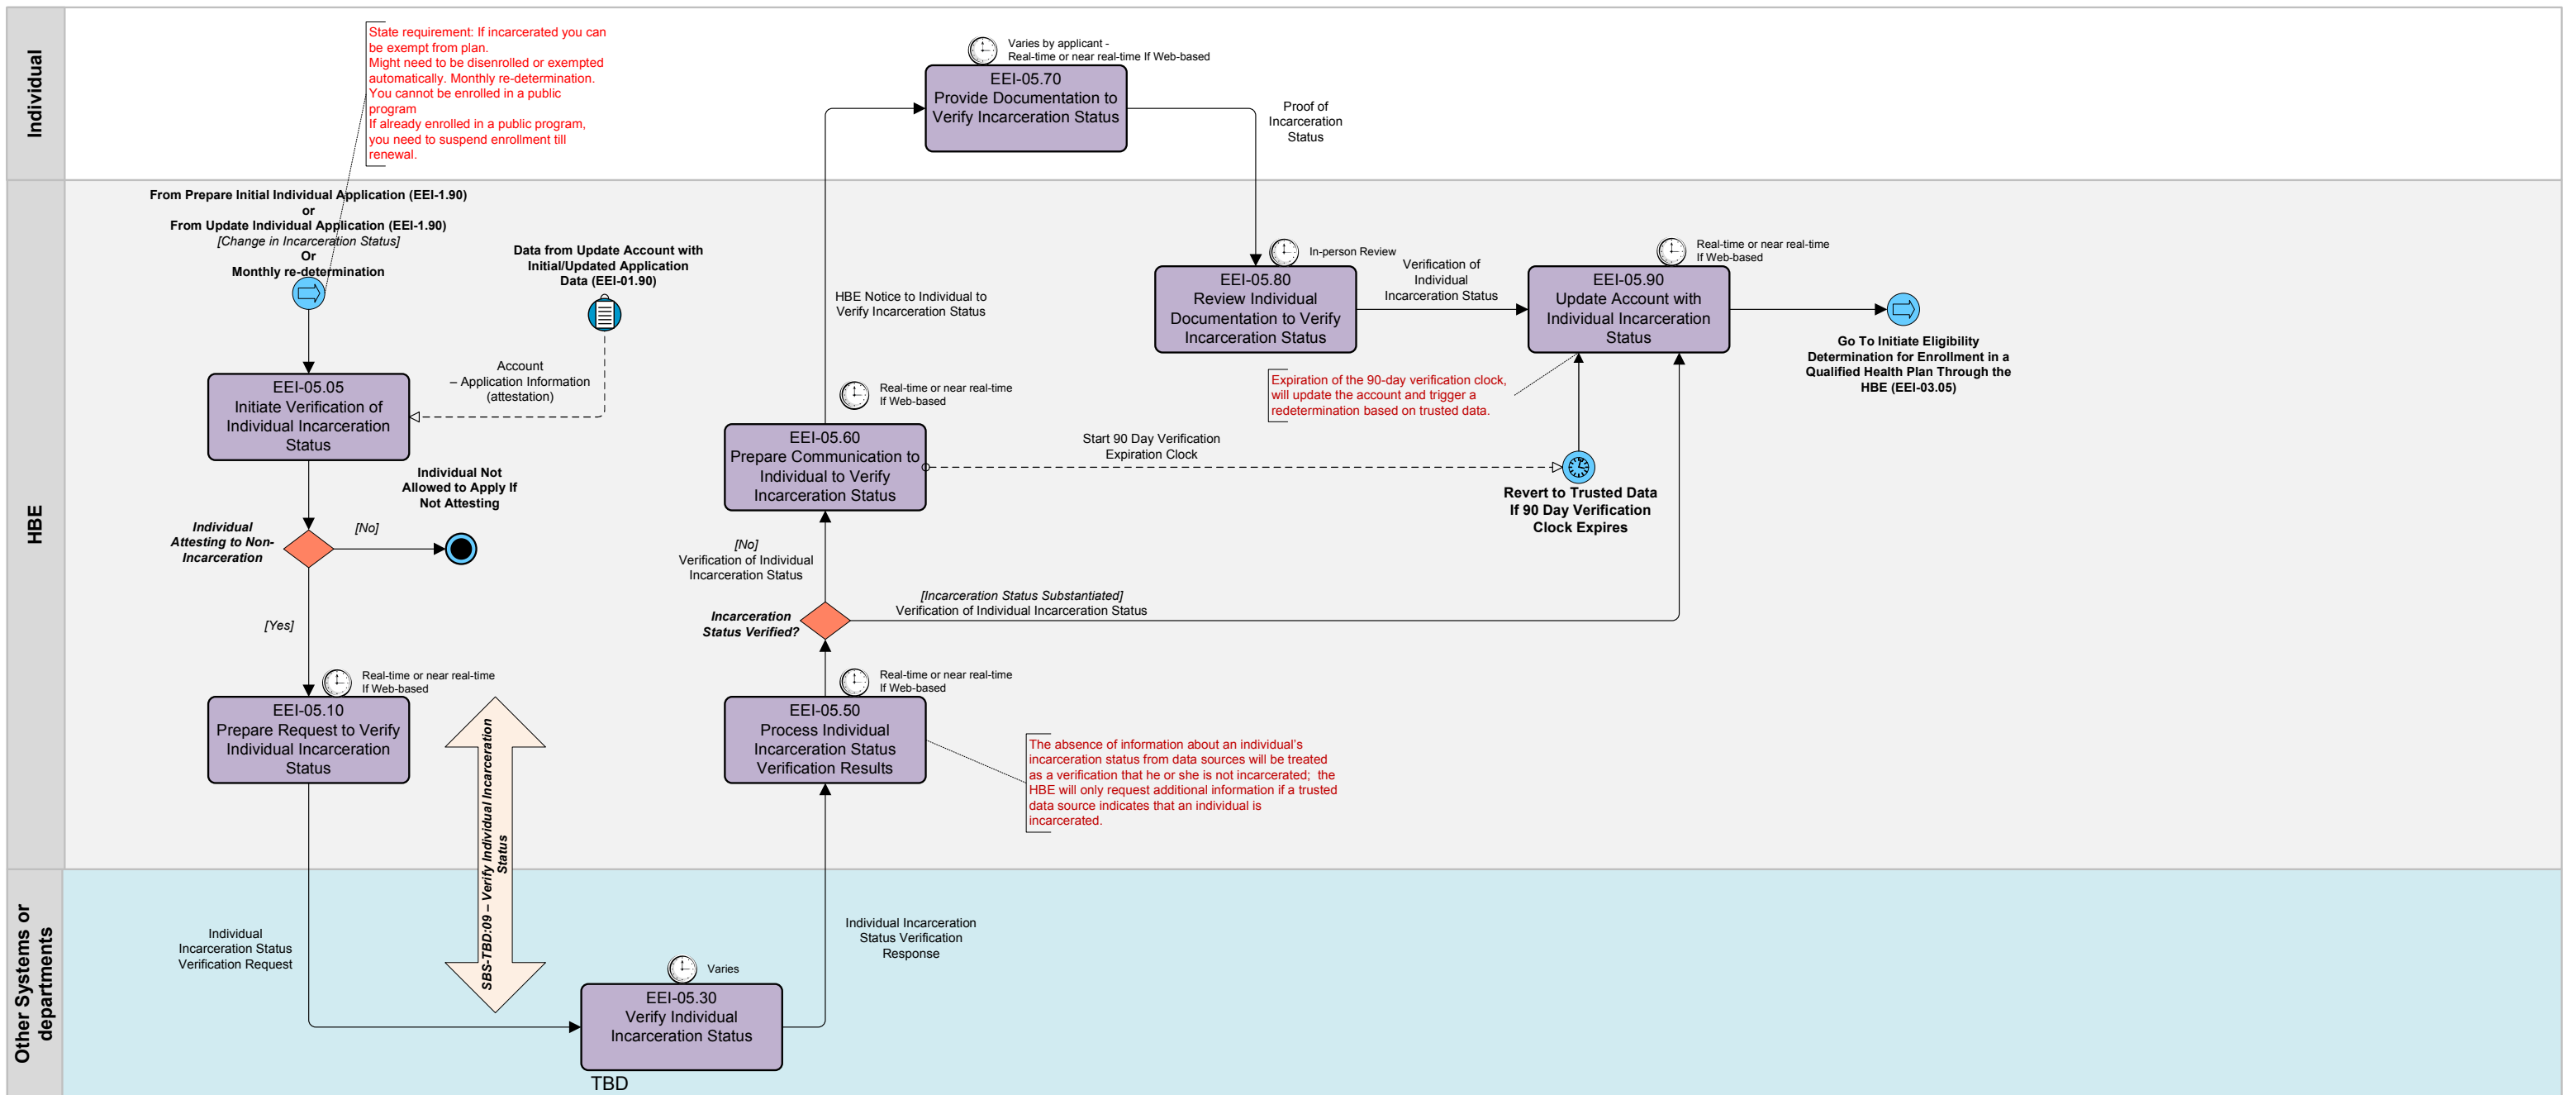 Individual
State requirement: If incarcerated you can
be exempt from plan.
Might need to be disenrolled or exempted
automatically. Monthly re-determination.
You cannot be enrolled in a public
program
If already enrolled in a public program,
you need to suspend enrollment till
renewal.
Varies by applicant -
Real-time or near real-time If Web-based
EEI-05.70
Provide Documentation to
Verify Incarceration Status
Proof of
Incarceration
Status
HBE
From Prepare Initial Individual Application (EEI-1.90)
or
From Update Individual Application (EEI-1.90)
[Change in Incarceration Status]
Or
Monthly re-determination
Data from Update Account with
Initial/Updated Application
Data (EEI-01.90)
Account
– Application Information
(attestation)
EEI-05.05
Initiate Verification of
Individual Incarceration
Status
Individual Not
Allowed to Apply If
Not Attesting
Individual
Attesting to Non-
Incarceration
[No]
[Yes]
Real-time or near real-time
If Web-based
EEI-05.10
Prepare Request to Verify
Individual Incarceration
Status
SBS-TBD:09 – Verify Individual Incarceration
Status
HBE Notice to Individual to
Verify Incarceration Status
Real-time or near real-time
If Web-based
EEI-05.60
Prepare Communication to
Individual to Verify
Incarceration Status
[No]
Verification of Individual
Incarceration Status
Incarceration
Status Verified?
[Incarceration Status Substantiated]
Verification of Individual Incarceration Status
Real-time or near real-time
If Web-based
EEI-05.50
Process Individual
Incarceration Status
Verification Results
The absence of information about an individual’s
incarceration status from data sources will be treated
as a verification that he or she is not incarcerated;  the
HBE will only request additional information if a trusted
data source indicates that an individual is
incarcerated.
In-person Review
EEI-05.80
Review Individual
Documentation to Verify
Incarceration Status
Verification of
Individual
Incarceration Status
Real-time or near real-time
If Web-based
EEI-05.90
Update Account with
Individual Incarceration
Status
Expiration of the 90-day verification clock,
will update the account and trigger a
redetermination based on trusted data.
Start 90 Day Verification
Expiration Clock
Revert to Trusted Data
If 90 Day Verification
Clock Expires
Go To Initiate Eligibility
Determination for Enrollment in a
Qualified Health Plan Through the
HBE (EEI-03.05)
Other Systems or
departments
Individual
Incarceration Status
Verification Request
Varies
EEI-05.30
Verify Individual
Incarceration Status
TBD
Individual Incarceration
Status Verification
Response